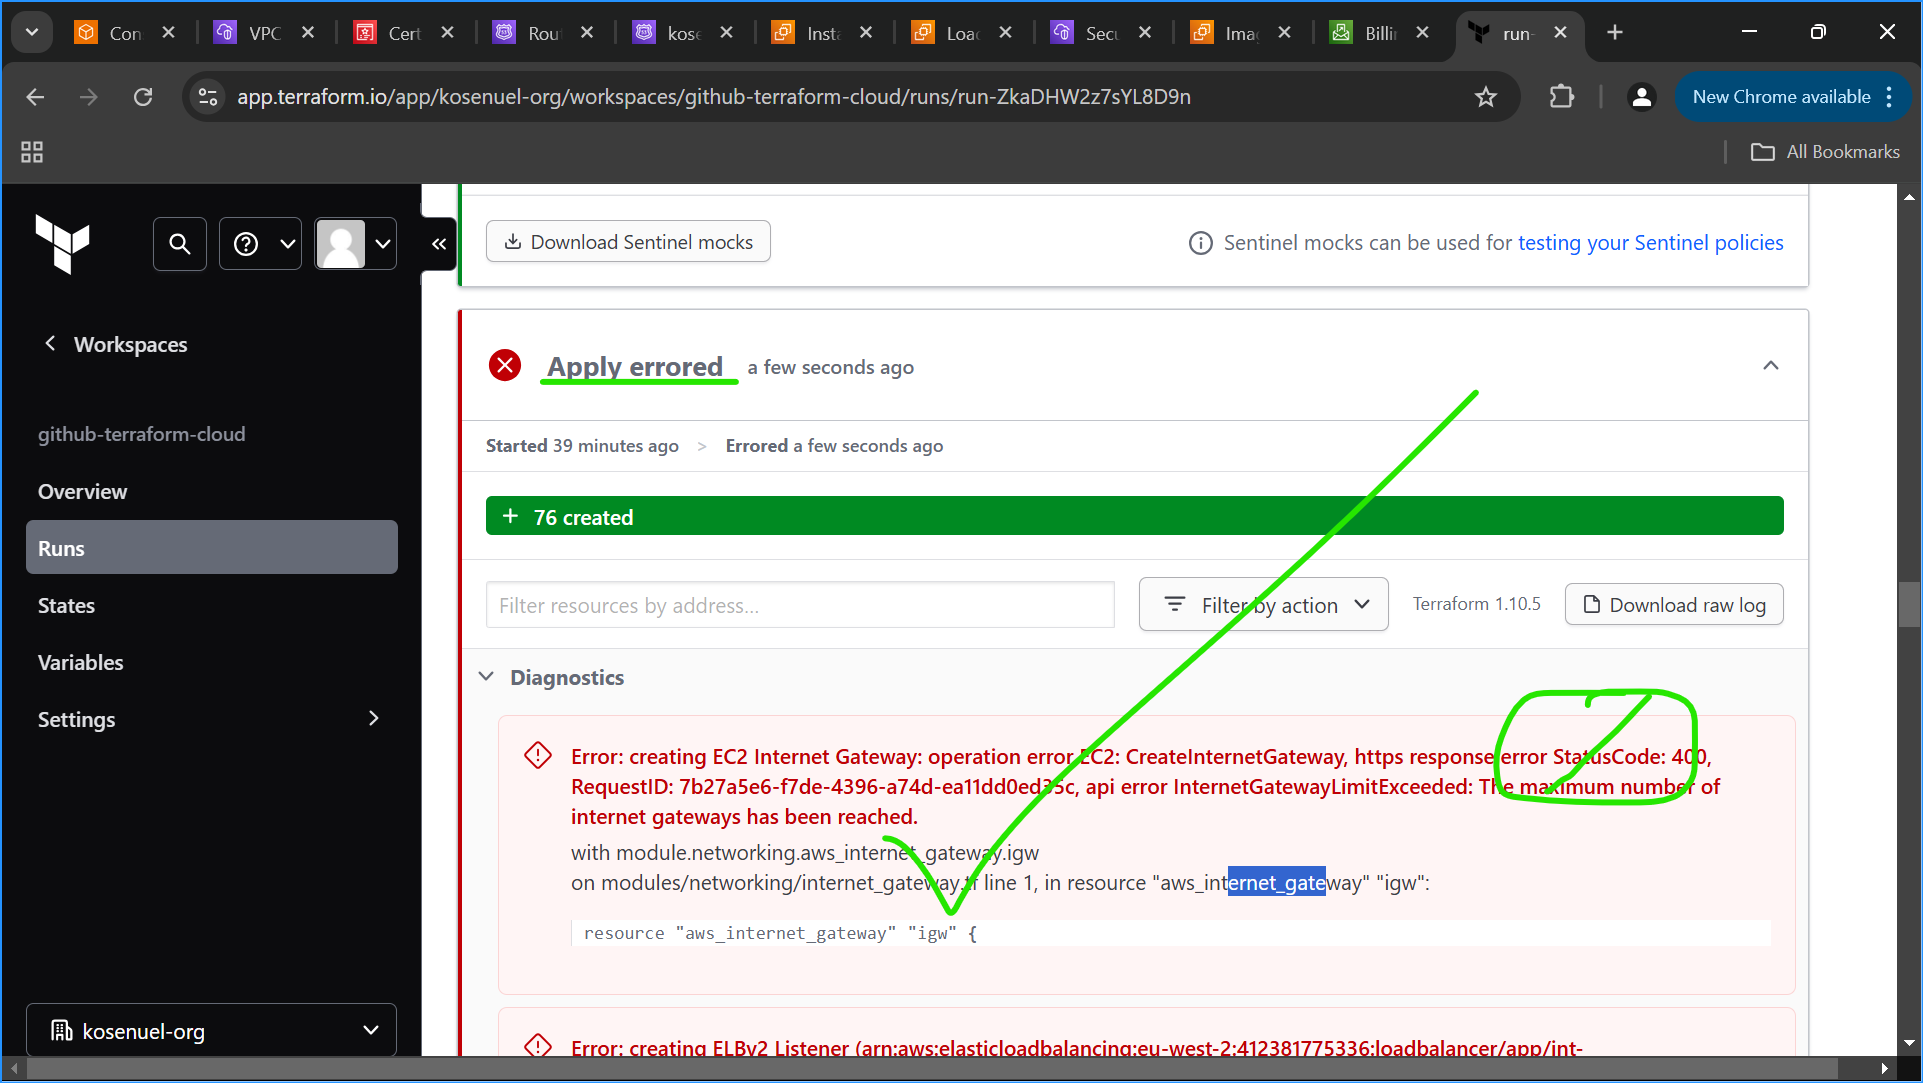 Con
VPC
Cert
Rou
kose
Inst
Loa
Secu
Ima
Billi
run-
app.terraform.io/app/kosenuel-org/workspaces/github-terraform-cloud/runs/run-ZkaDHW2z7sYL8D9n
New Chrome available
All Bookmarks
Download Sentinel mocks
Sentinel mocks can be used for testing your Sentinel policies
Workspaces
github-terraform-cloud
Overview
Runs
States
Variables
Settings
kosenuel-org
Apply errored a few seconds ago
Started 39 minutes ago > Errored a few seconds ago
+ 76 created
Filter resources by address...
Filter by action
Terraform 1.10.5
Download raw log
Diagnostics
Error: creating EC2 Internet Gateway: operation error EC2: CreateInternetGateway, https response error StatusCode: 400,
RequestID: 7b27a5e6-f7de-4396-a74d-ea11dd0ed35c, api error InternetGatewayLimitExceeded: The maximum number of
internet gateways has been reached.
with module.networking.aws_internet_gateway.igw
on modules/networking/internet_gateway.tf line 1, in resource "aws_internet_gateway" "igw":
resource "aws_internet_gateway" "igw" {
Error: creating ELBv2 Listener (arn:aws:elasticloadbalancing:eu-west-2:412381775336:loadbalancer/app/int-